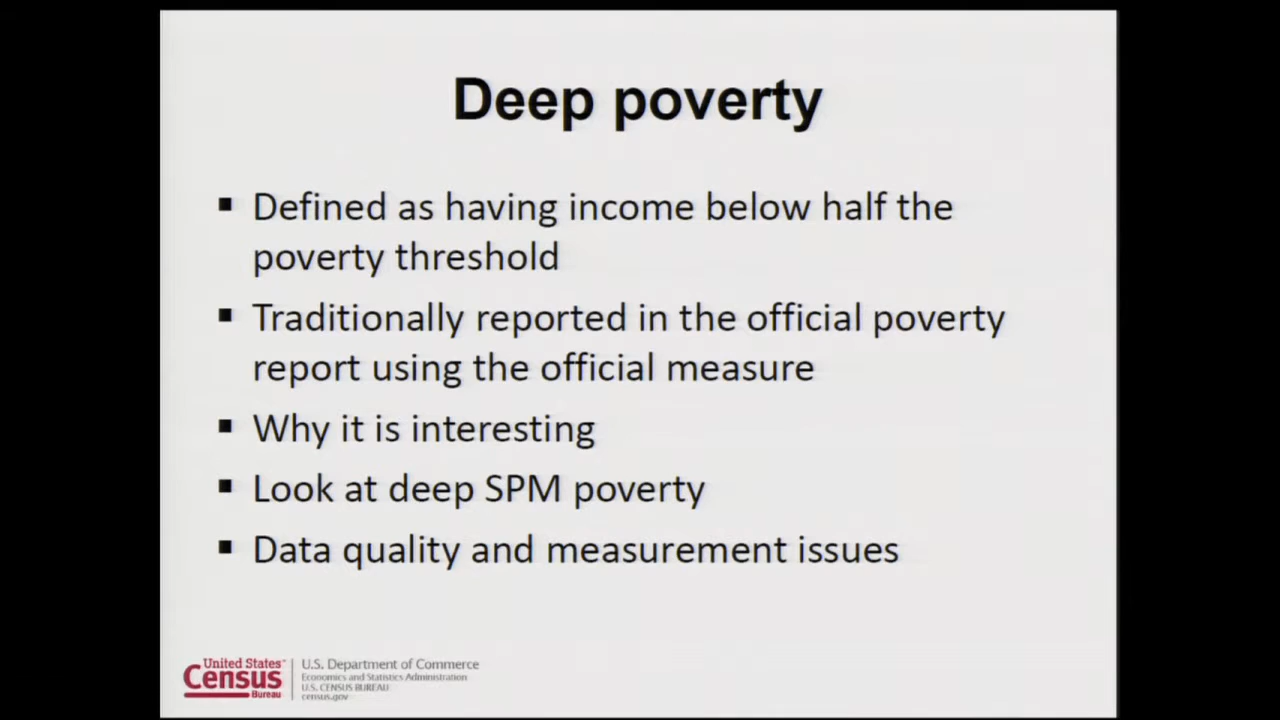 Deep poverty
▪ Defined as having income below half the
poverty threshold
▪ Traditionally reported in the official poverty
report using the official measure
▪ Why it is interesting
▪ Look at deep SPM poverty
▪ Data quality and measurement issues
United States™
Census
Bureau
U.S. Department of Commerce
Economics and Statistics Administration
U.S. CENSUS BUREAU
census.gov